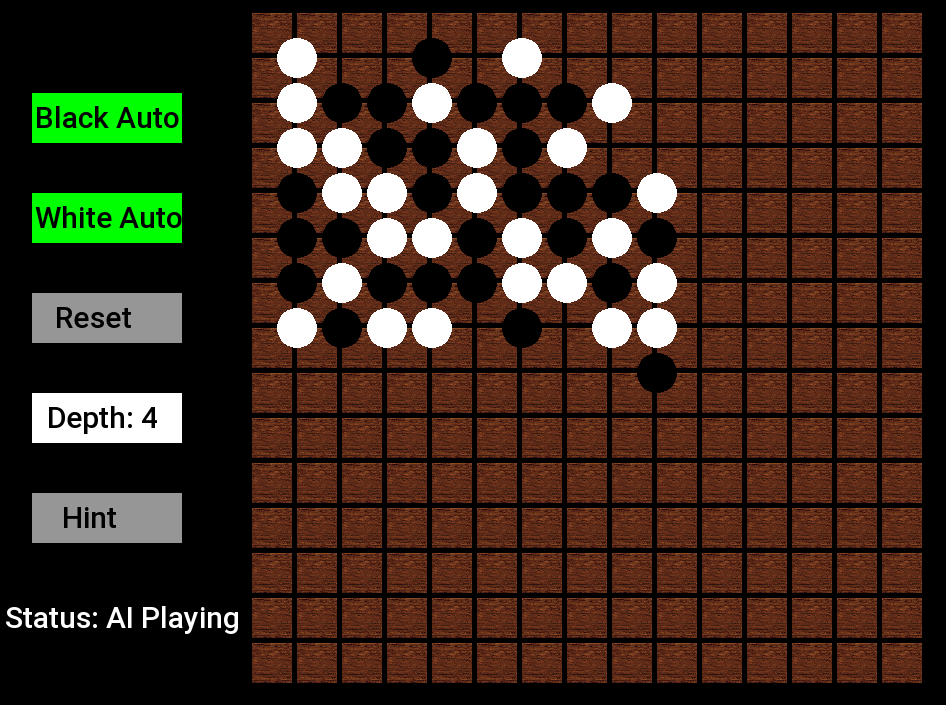 Black Auto
White Auto
Reset
Depth: 4
Hint
Status: AI Playing